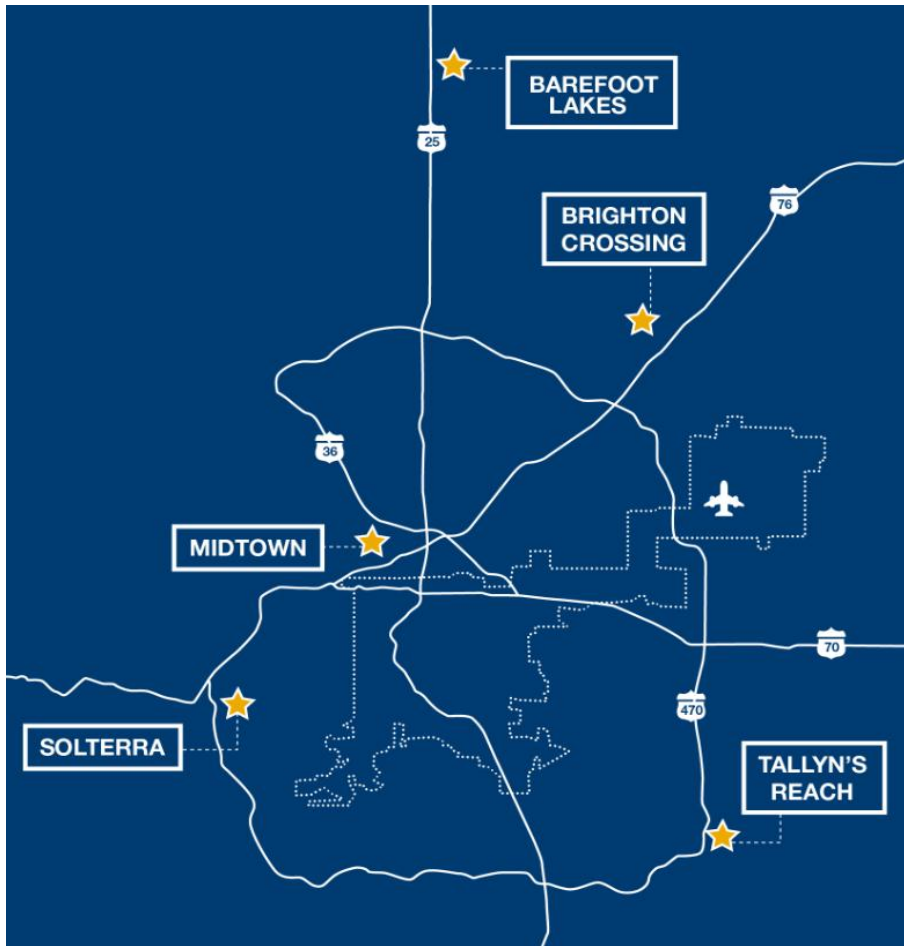 BAREFOOT
LAKES
25
76
BRIGHTON
CROSSING
36
MIDTOWN
70
470
SOLTERRA
TALLYN'S
REACH